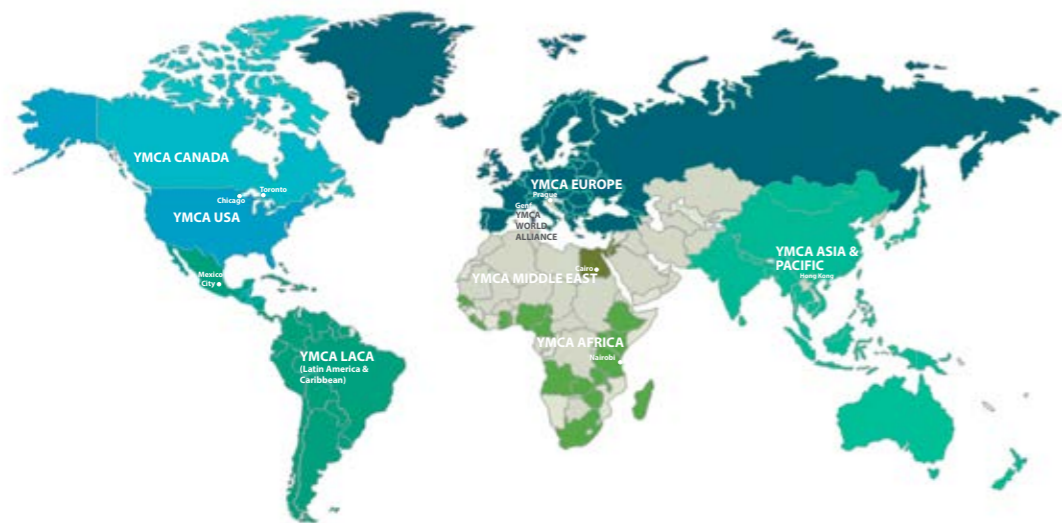 YMCA CANADA
Toronto
Chicago
YMCA USA
Mexico
City
YMCA LACA
(Latin America &
Caribbean)
YMCA EUROPE
Prague
Genf
YMCA
WORLD
ALLIANCE
YMCA MIDDLE EAST
Cairo
YMCA AFRICA
Nairobi
YMCA ASIA &
PACIFIC
Hong Kong